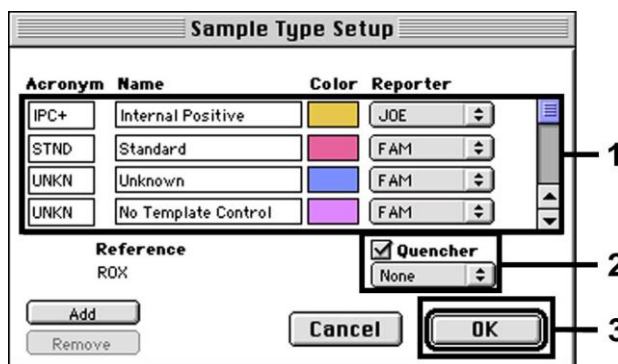 Sample Type Setup
Acronym Name Color Reporter
IPC+ Internal Positive JOE
STND Standard FAM
UNKN Unknown FAM
UNKN No Template Control FAM
1
Reference
ROX
Quencher
None
2
Add
Remove
Cancel
OK
3